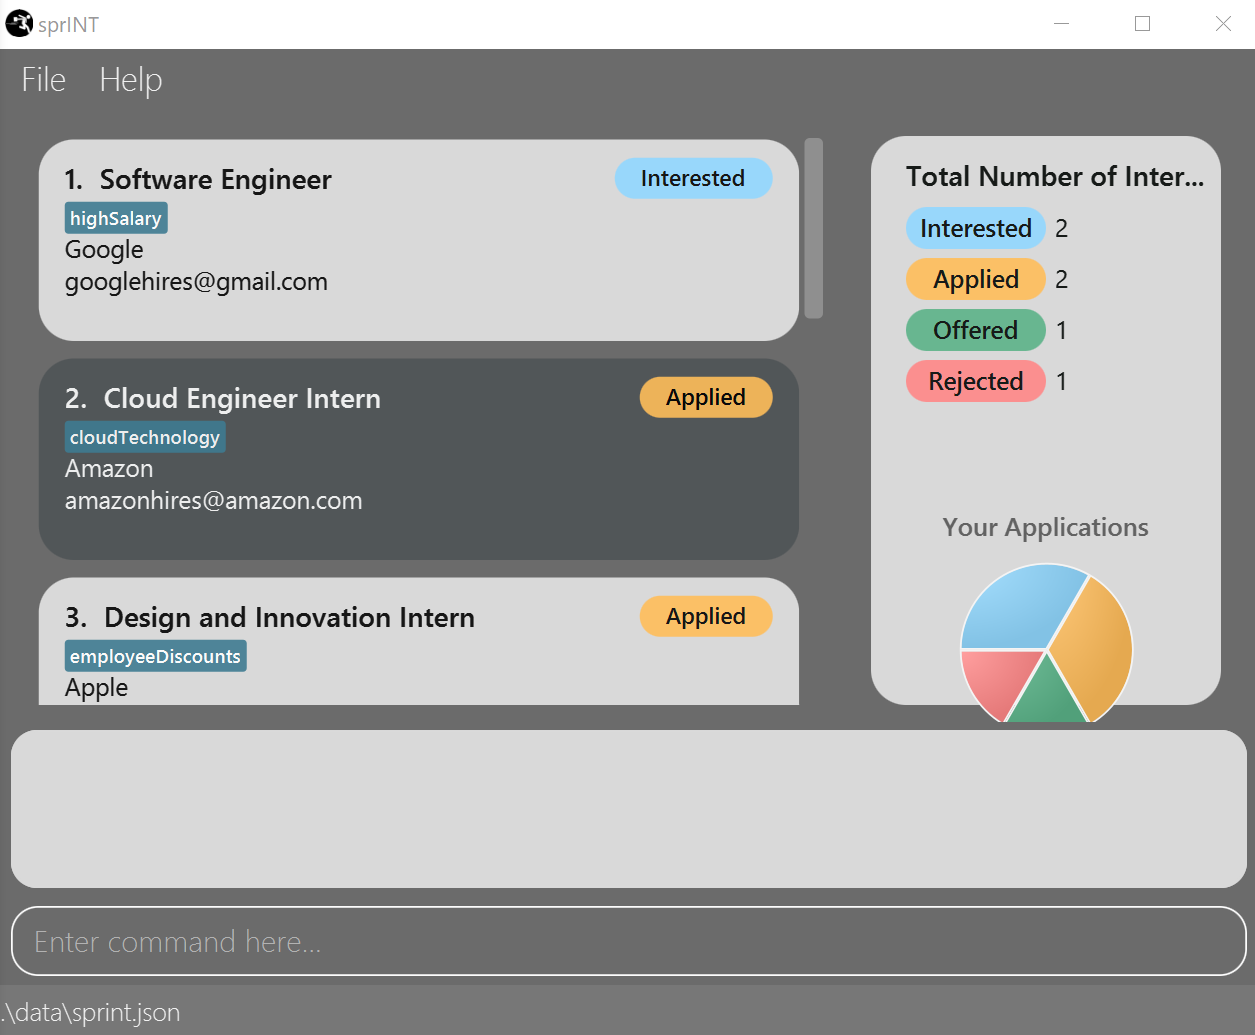 sprINT
File Help
1. Software Engineer
Interested
highSalary
Google
googlehires@gmail.com
2. Cloud Engineer Intern
Applied
cloudTechnology
Amazon
amazonhires@amazon.com
3. Design and Innovation Intern
Applied
employeeDiscounts
Apple
Total Number of Inter...
Interested 2
Applied 2
Offered 1
Rejected 1
Your Applications
Enter command here...
.\data\sprint.json